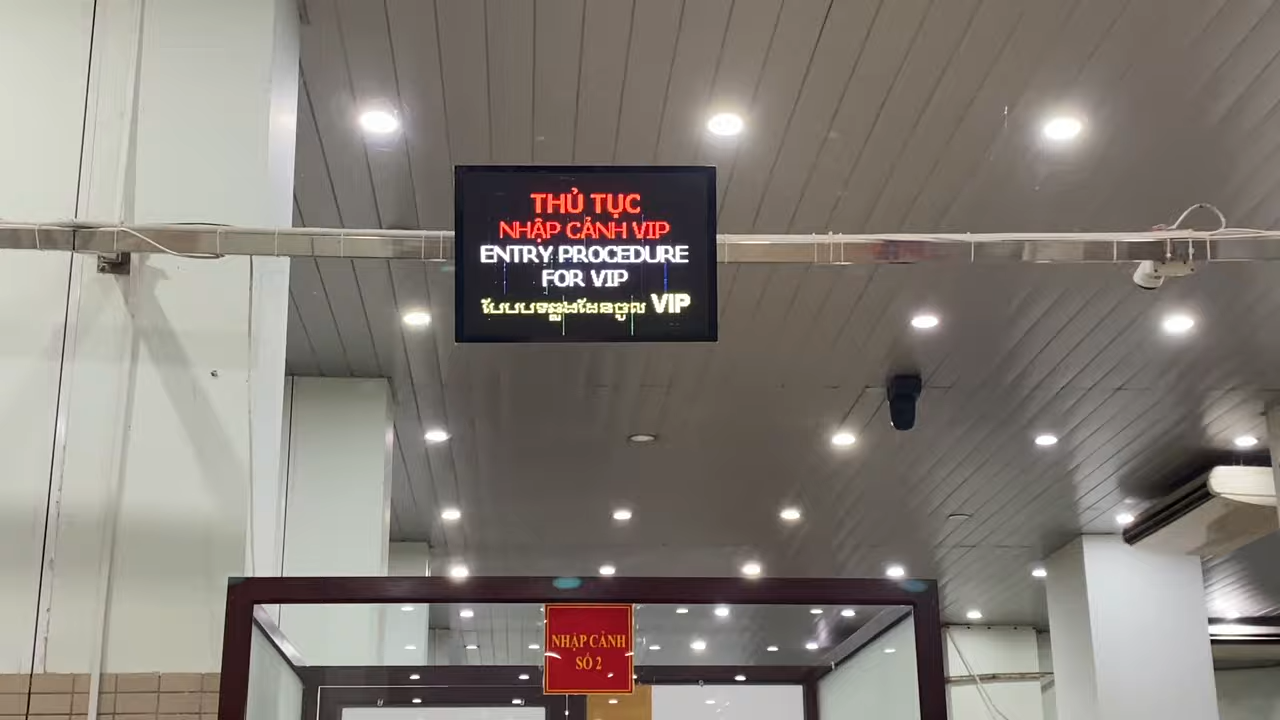 THỦ TỤC
NHẬP CẢNH VIP
ENTRY PROCEDURE
FOR VIP
បែបបទឆ្លងដែនចូល VIP
NHẬP CẢNH
SỐ 2